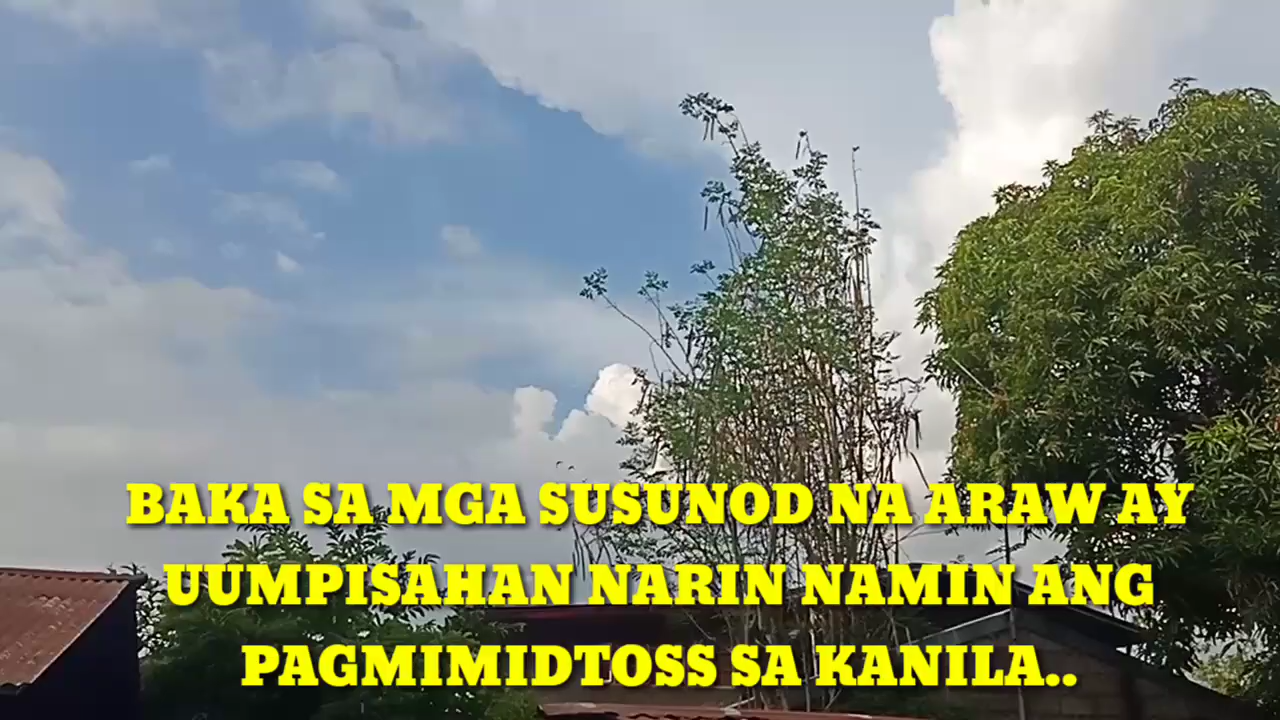 BAKA SA MGA SUSUNOD NA ARAW AY
UUMPISAHAN NARIN NAMIN ANG
PAGMIMIDTOSS SA KANILA..